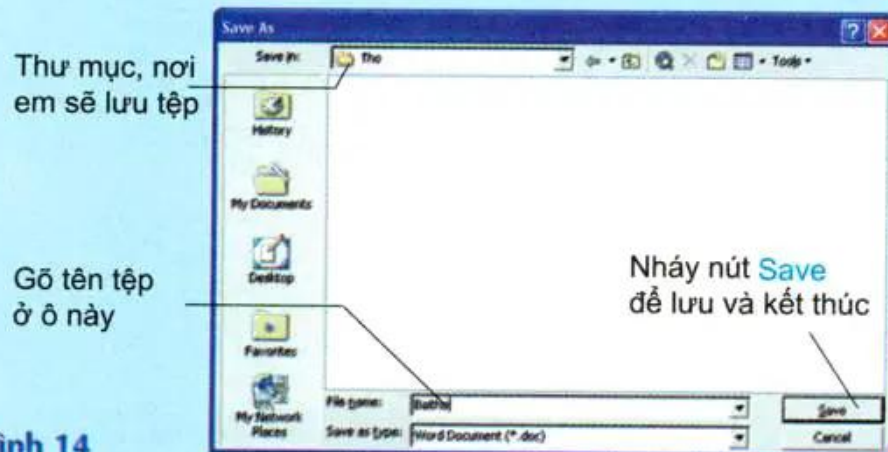 Save As
Save in:
Tho
Tools
Thư mục, nơi
em sẽ lưu tệp
History
My Documents
Desktop
Gõ tên tệp
ở ô này
Nháy nút Save
để lưu và kết thúc
Favorites
My Network
Places
File name:
Save
Save as type:
Word Document (*.doc)
Cancel
14